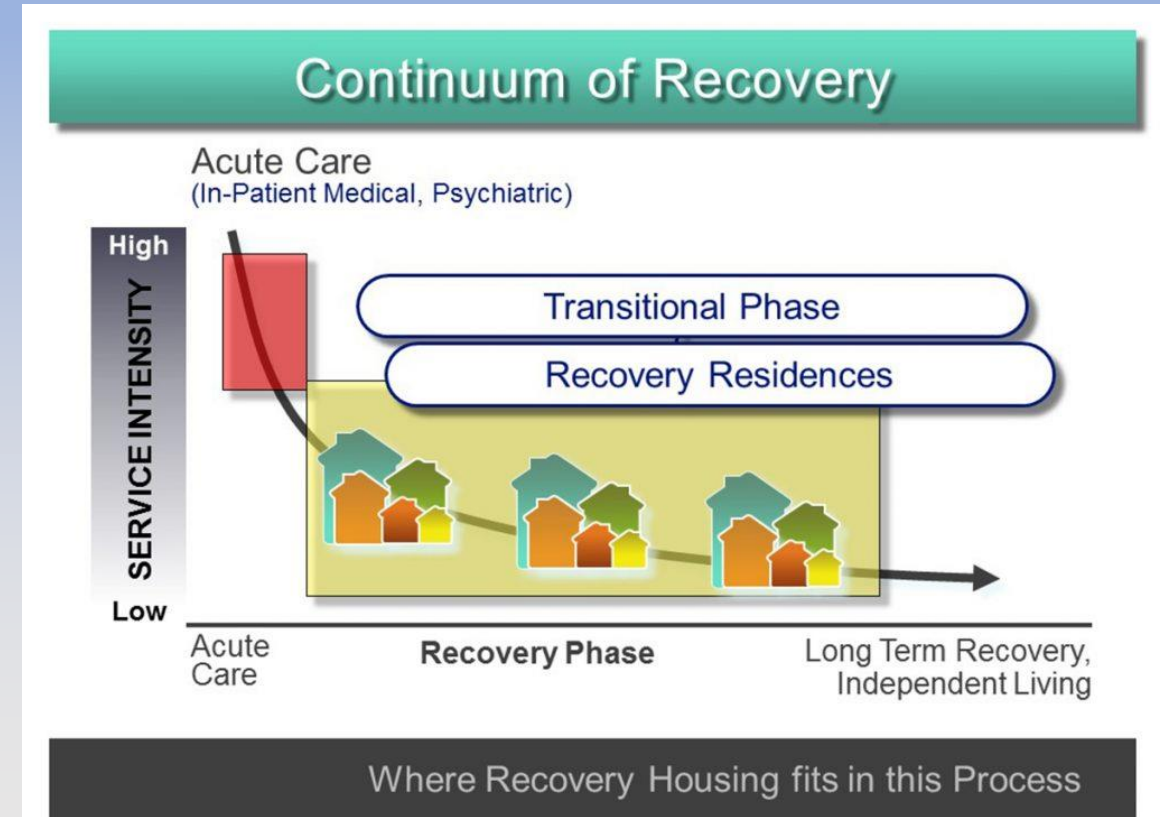 Continuum of Recovery
Acute Care
(In-Patient Medical, Psychiatric)
High
SERVICE INTENSITY
Low
Transitional Phase
Recovery Residences
Acute
Care
Recovery Phase
Long Term Recovery,
Independent Living
Where Recovery Housing fits in this Process